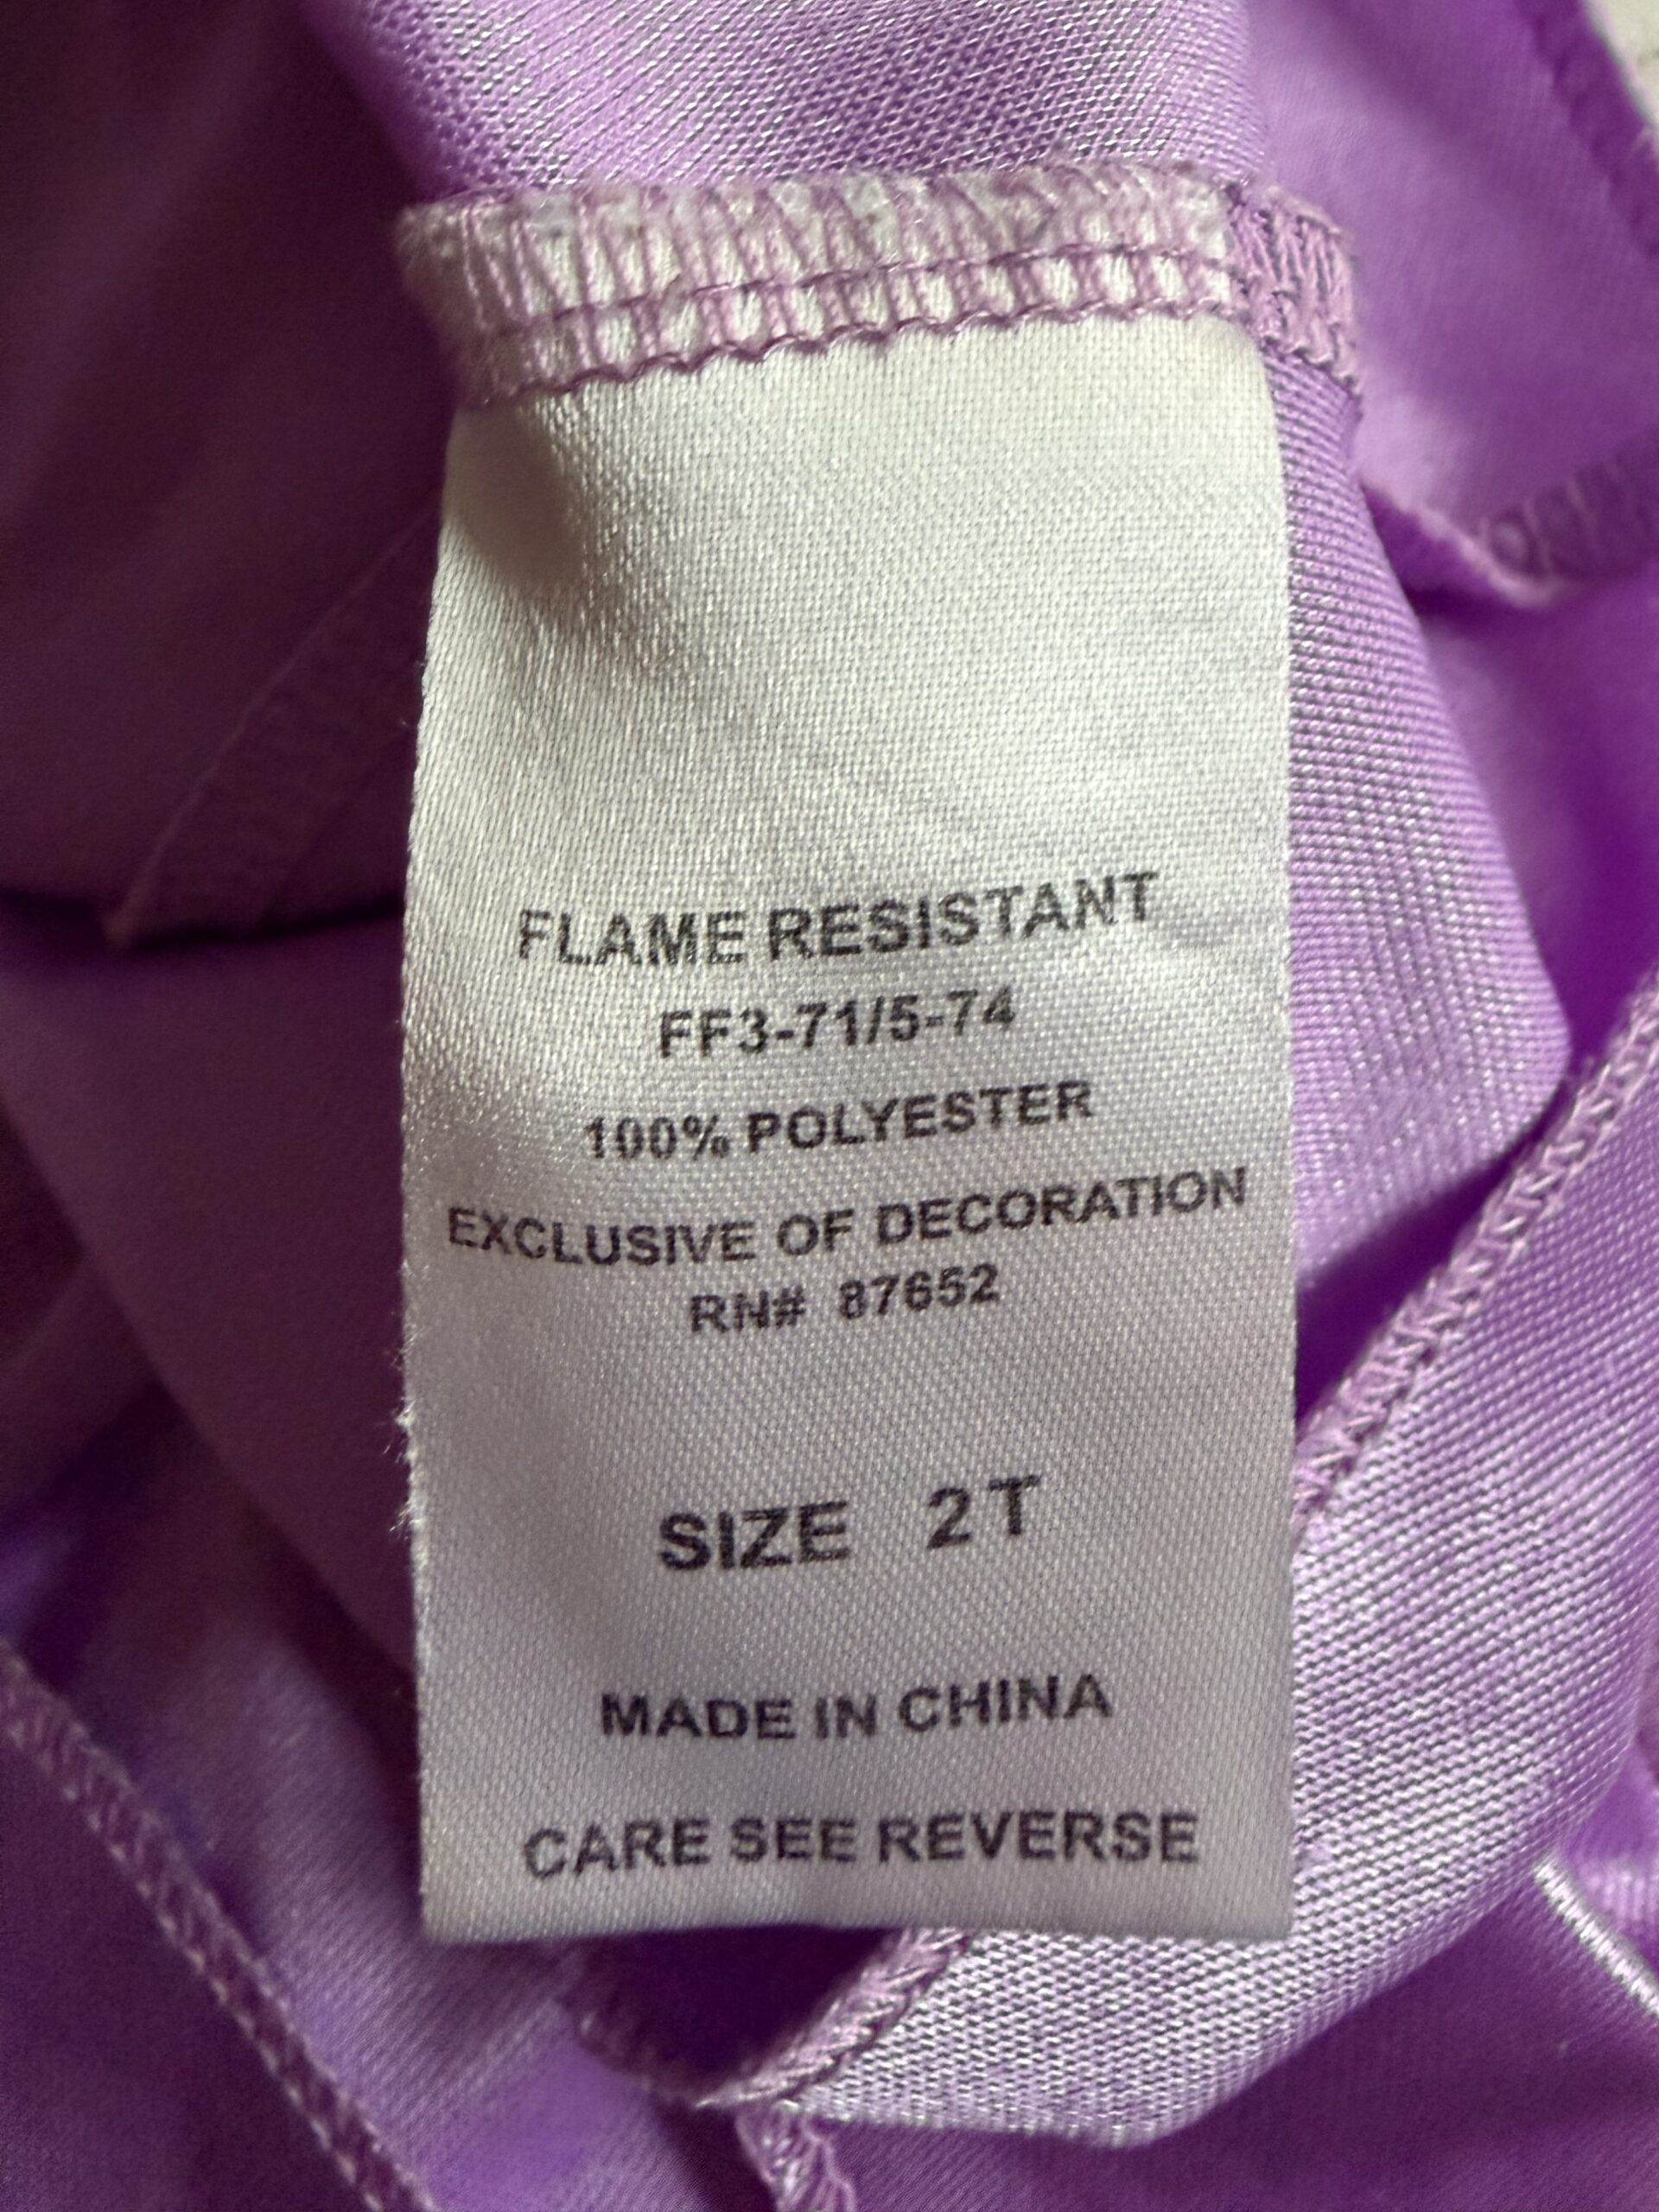 FLAME RESISTANT
FF3-71/5-74
100% POLYESTER
EXCLUSIVE OF DECORATION
RN# 87652
SIZE 2T
MADE IN CHINA
CARE SEE REVERSE